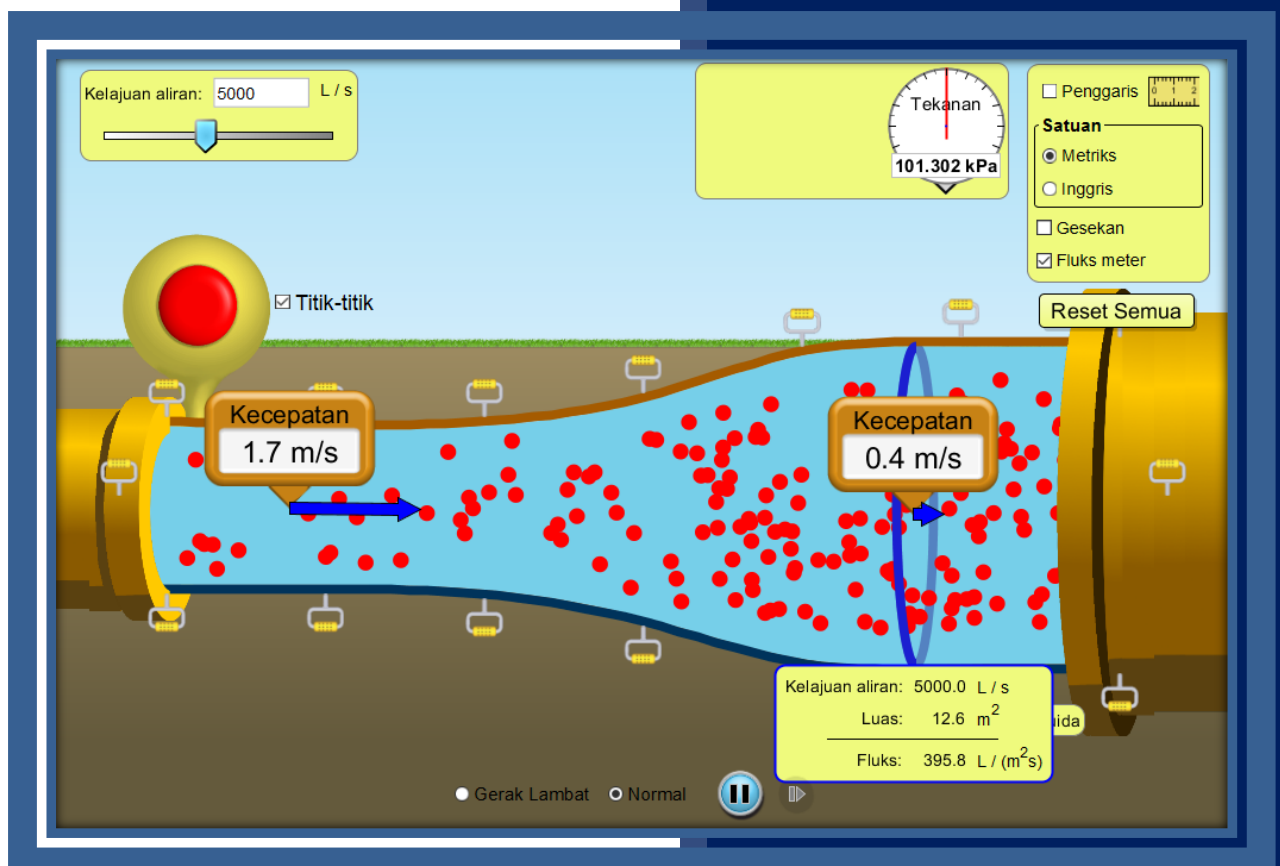 Kelajuan aliran: 5000 L / s
Tekanan
101.302 kPa
Penggaris
0 1 2
Satuan
Metriks
Inggris
Gesekan
Fluks meter
Reset Semua
Titik-titik
Kecepatan
1.7 m/s
Kecepatan
0.4 m/s
Kelajuan aliran: 5000.0 L / s
Luas: 12.6 m²
Fluks: 395.8 L / (m²s)
Gerak Lambat Normal